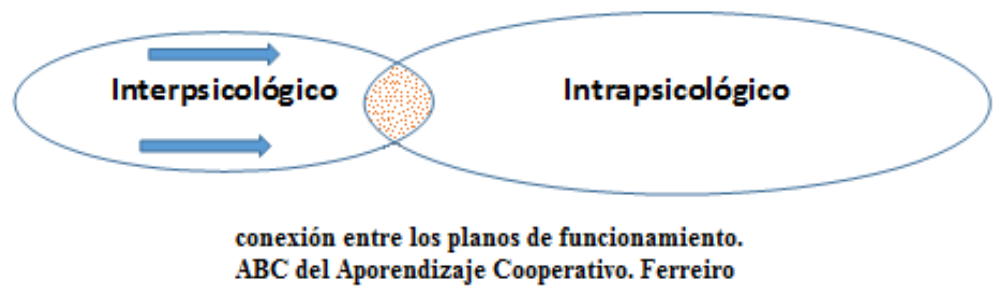 Interpsicológico
Intrapsicológico
conexión entre los planos de funcionamiento.
ABC del Aporendizaje Cooperativo. Ferreiro